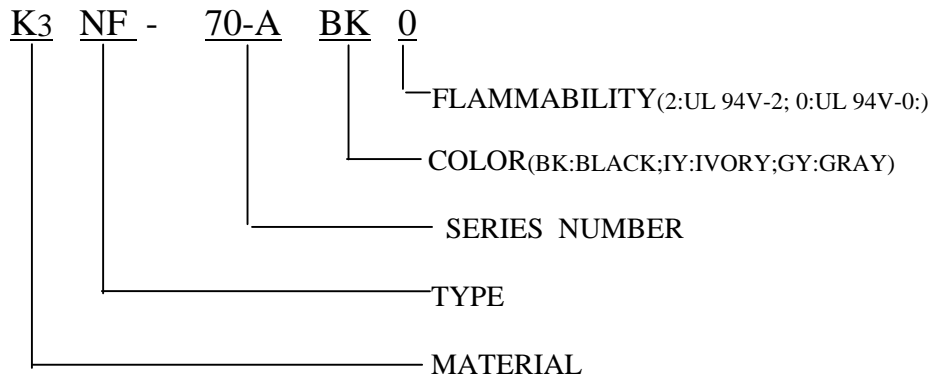 K3 NF - 70-A BK 0
FLAMMABILITY(2:UL 94V-2; 0:UL 94V-0:)
COLOR(BK:BLACK;IY:IVORY;GY:GRAY)
SERIES NUMBER
TYPE
MATERIAL